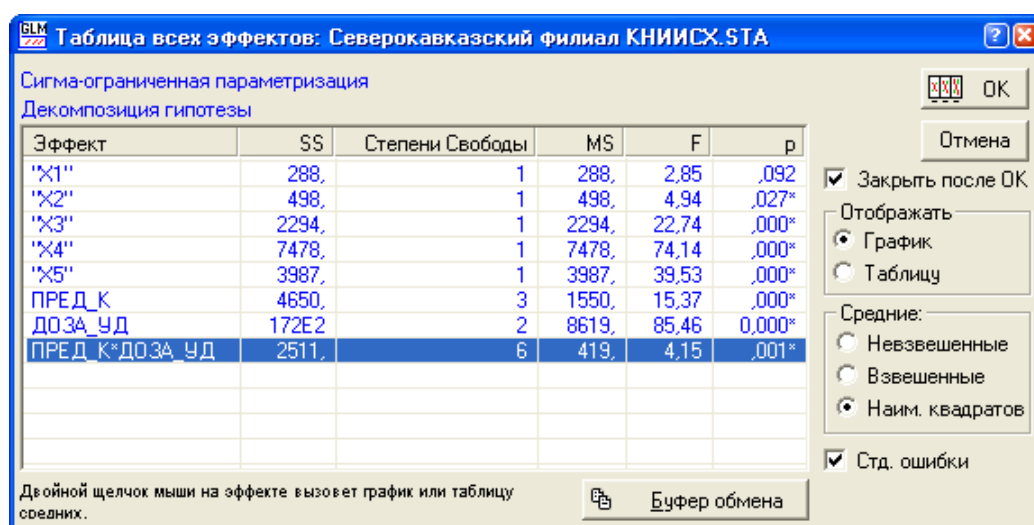 GLM Таблица всех эффектов: Северокавказский филиал КНИИСХ.STA
Сигма-ограниченная параметризация
Декомпозиция гипотезы
Эффект SS Степени Свободы MS F p
"X1" 288, 1 288, 2,85 ,092
"X2" 498, 1 498, 4,94 ,027*
"X3" 2294, 1 2294, 22,74 ,000*
"X4" 7478, 1 7478, 74,14 ,000*
"X5" 3987, 1 3987, 39,53 ,000*
ПРЕД_К 4650, 3 1550, 15,37 ,000*
ДОЗА_УД 172E2 2 8619, 85,46 0,000*
ПРЕД_К*ДОЗА_УД 2511, 6 419, 4,15 ,001*
Двойной щелчок мыши на эффекте вызовет график или таблицу
средних.
Буфер обмена
OK
Отмена
Закрыть после OK
Отображать
График
Таблицу
Средние:
Невзвешенные
Взвешенные
Наим. квадратов
Стд. ошибки